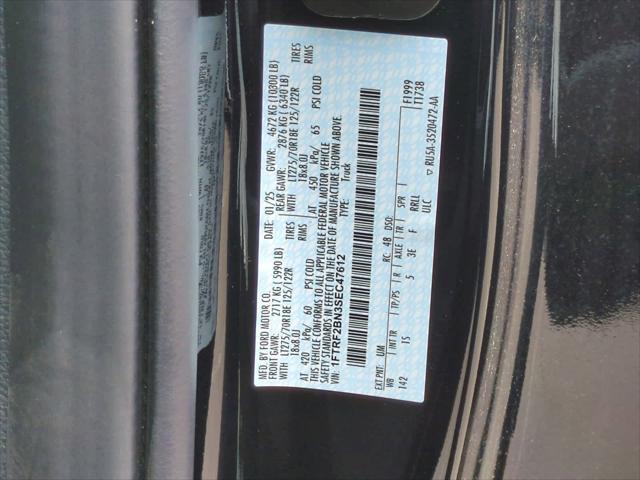 MFD. BY FORD MOTOR CO.
DATE: 01/25 GVWR: 4672 KG (10300 LB)
FRONT GAWR: 2717 KG (5990 LB) REAR GAWR: 2876 KG (6340 LB)
WITH LT275/70R18E 125/122R TIRES WITH LT275/70R18E 125/122R TIRES
18x8.0J RIMS 18x8.0J RIMS
AT 420 kPa/ 60 PSI COLD AT 450 kPa/ 65 PSI COLD
THIS VEHICLE CONFORMS TO ALL APPLICABLE FEDERAL MOTOR VEHICLE
SAFETY STANDARDS IN EFFECT ON THE DATE OF MANUFACTURE SHOWN ABOVE.
VIN: 1FTRF2BN3SEC47612 TYPE: Truck
F1999
T1738
EXT PNT: UM RC: 48 DSO:
WB INT TR TP/PS R AXLE TR SPR
142 TS 5 3E F RRLL
ULC
RU5A-3520472-AA